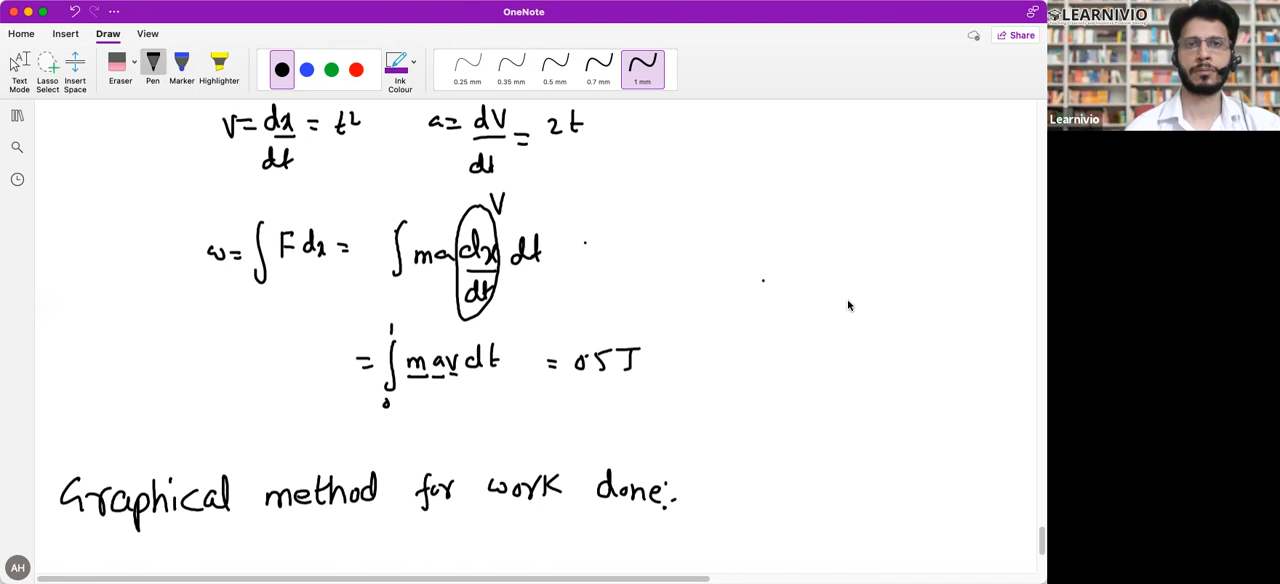 OneNote
LEARNIVIO
Home Insert Draw View
Share
Text Mode
Lasso Select
Insert Space
Eraser
Pen
Marker
Highlighter
Ink Colour
0.25 mm
0.35 mm
0.5 mm
0.7 mm
1 mm
Learnivio
V = dx/dt = t² a = dV/dt = 2t
V
w = ∫ F dx = ∫ ma dx/dt dt
= ∫₀¹ mav dt = 0.5 J
Graphical method for work done:
AH